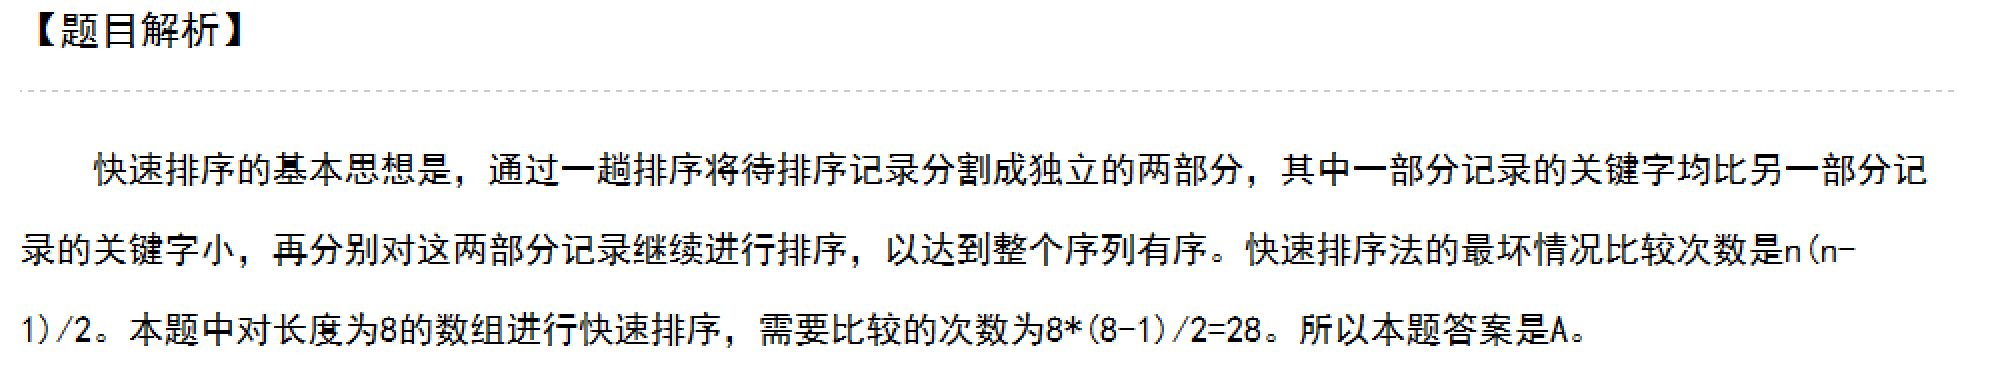 【题目解析】
快速排序的基本思想是，通过一趟排序将待排序记录分割成独立的两部分，其中一部分记录的关键字均比另一部分记
录的关键字小，再分别对这两部分记录继续进行排序，以达到整个序列有序。快速排序法的最坏情况比较次数是n(n-
1)/2。本题中对长度为8的数组进行快速排序，需要比较的次数为8*(8-1)/2=28。所以本题答案是A。